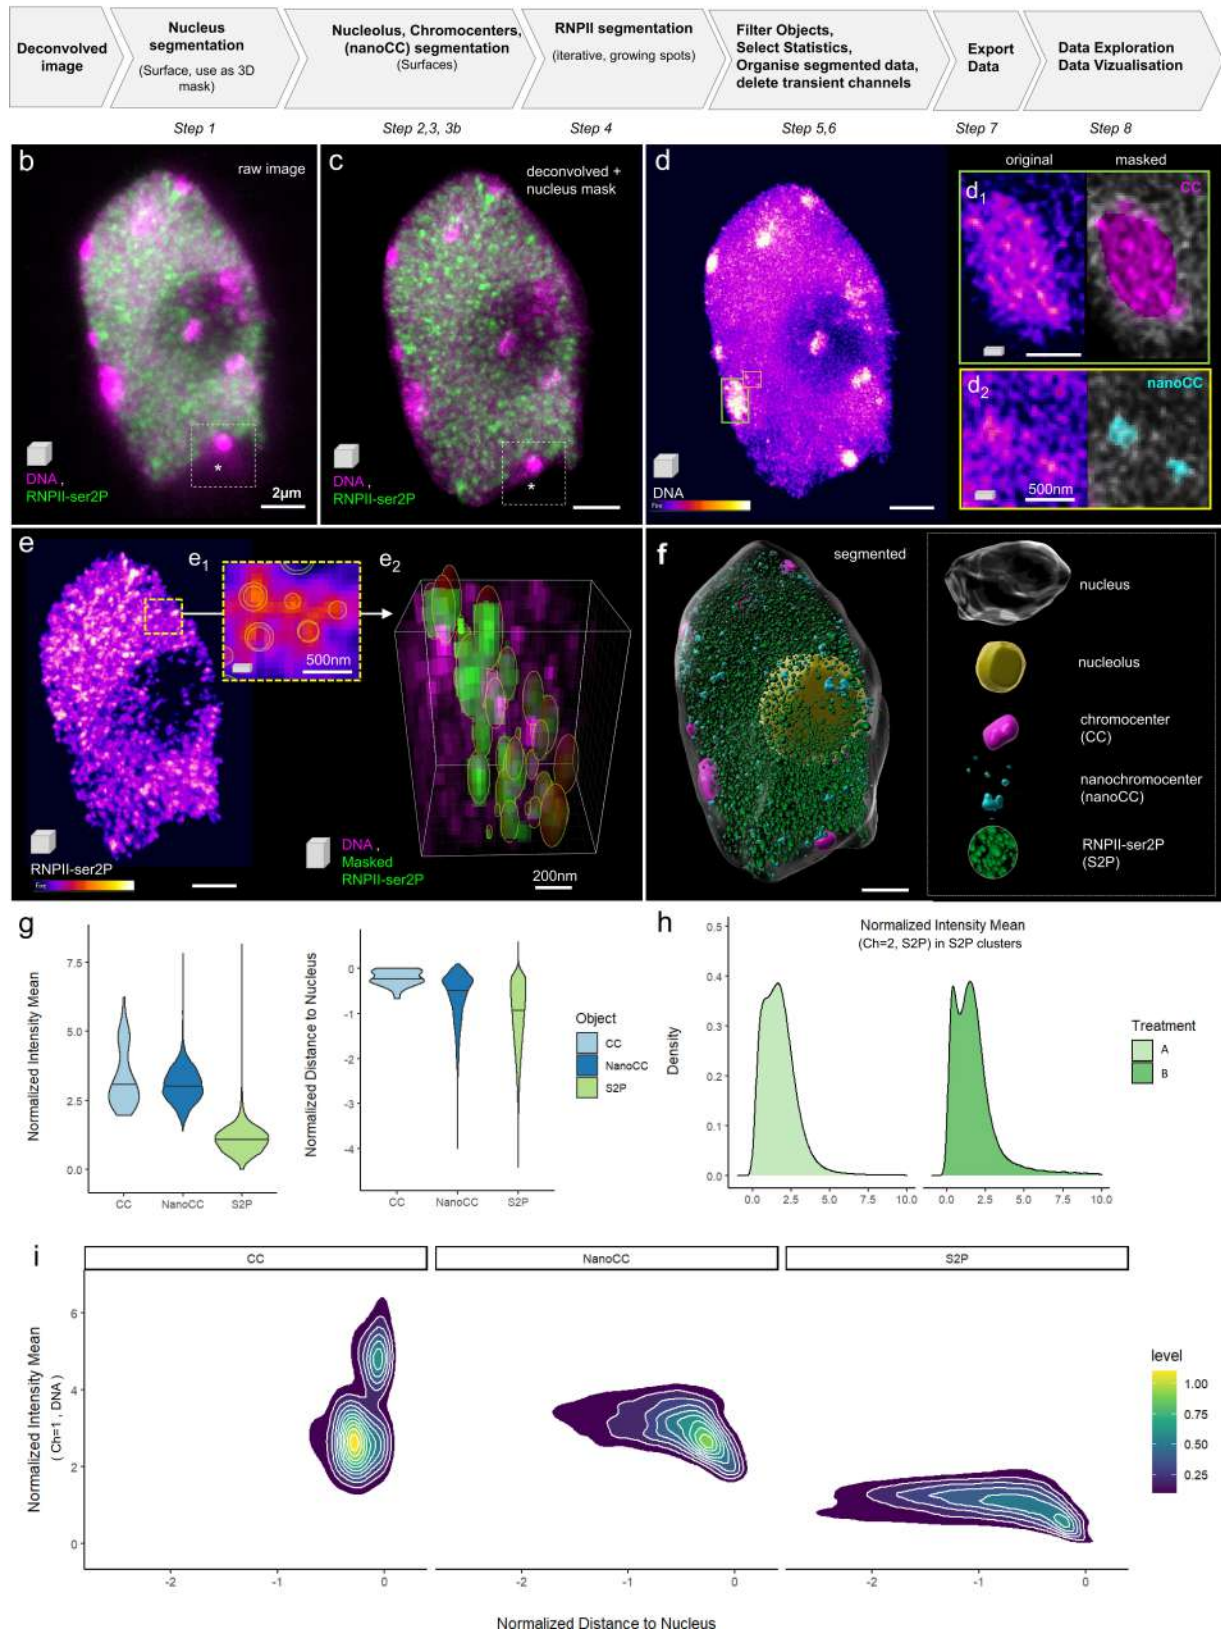 Deconvolved
image
Nucleus
segmentation
(Surface, use as 3D
mask)
Nucleolus, Chromocenters,
(nanoCC) segmentation
(Surfaces)
RNPII segmentation
(iterative, growing spots)
Filter Objects,
Select Statistics,
Organise segmented data,
delete transient channels
Export
Data
Data Exploration
Data Vizualisation
Step 1
Step 2,3, 3b
Step 4
Step 5,6
Step 7
Step 8
b
raw image
*
DNA ,
RNPII-ser2P
2µm
c
deconvolved +
nucleus mask
*
DNA ,
RNPII-ser2P
d
DNA
Fire
original
masked
d1
CC
d2
nanoCC
500nm
e
RNPII-ser2P
Fire
e1
500nm
e2
DNA ,
Masked
RNPII-ser2P
200nm
f
segmented
nucleus
nucleolus
chromocenter
(CC)
nanochromocenter
(nanoCC)
RNPII-ser2P
(S2P)
g
Normalized Intensity Mean
7.5
5.0
2.5
0.0
CC
NanoCC
S2P
Normalized Distance to Nucleus
0
-1
-2
-3
-4
CC
NanoCC
S2P
Object
CC
NanoCC
S2P
h
Normalized Intensity Mean
(Ch=2, S2P) in S2P clusters
Density
0.5
0.4
0.3
0.2
0.1
0.0
0.0 2.5 5.0 7.5 10.0
0.0 2.5 5.0 7.5 10.0
Treatment
A
B
i
CC
NanoCC
S2P
Normalized Intensity Mean
( Ch=1 , DNA)
6
4
2
0
-2 -1 0
-2 -1 0
-2 -1 0
Normalized Distance to Nucleus
level
1.00
0.75
0.50
0.25